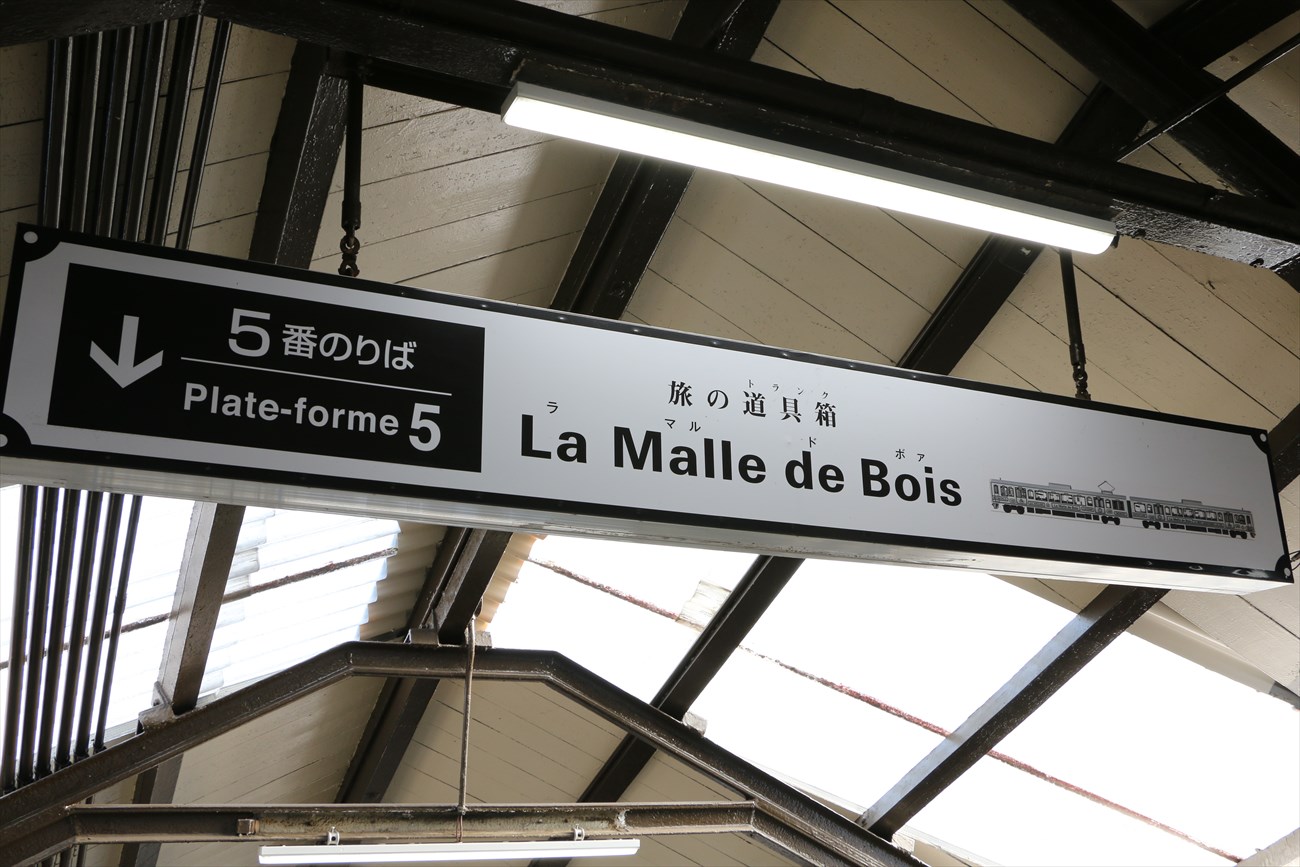 5番のりば
Plate-forme 5
トランク
旅の道具箱
ラ マル ド ボア
La Malle de Bois